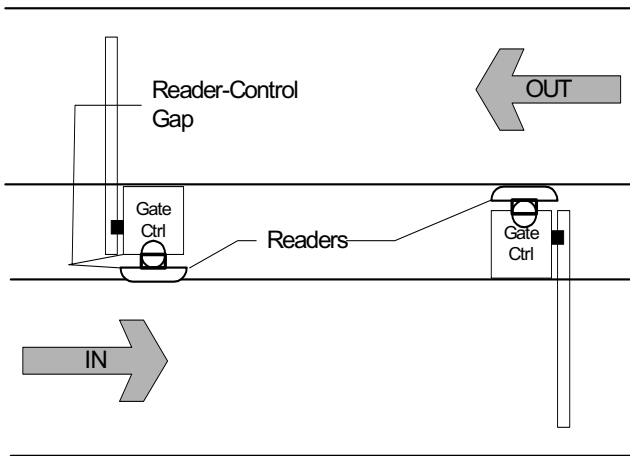 Reader-Control
Gap
OUT
Gate
Ctrl
Readers
Gate
Ctrl
IN